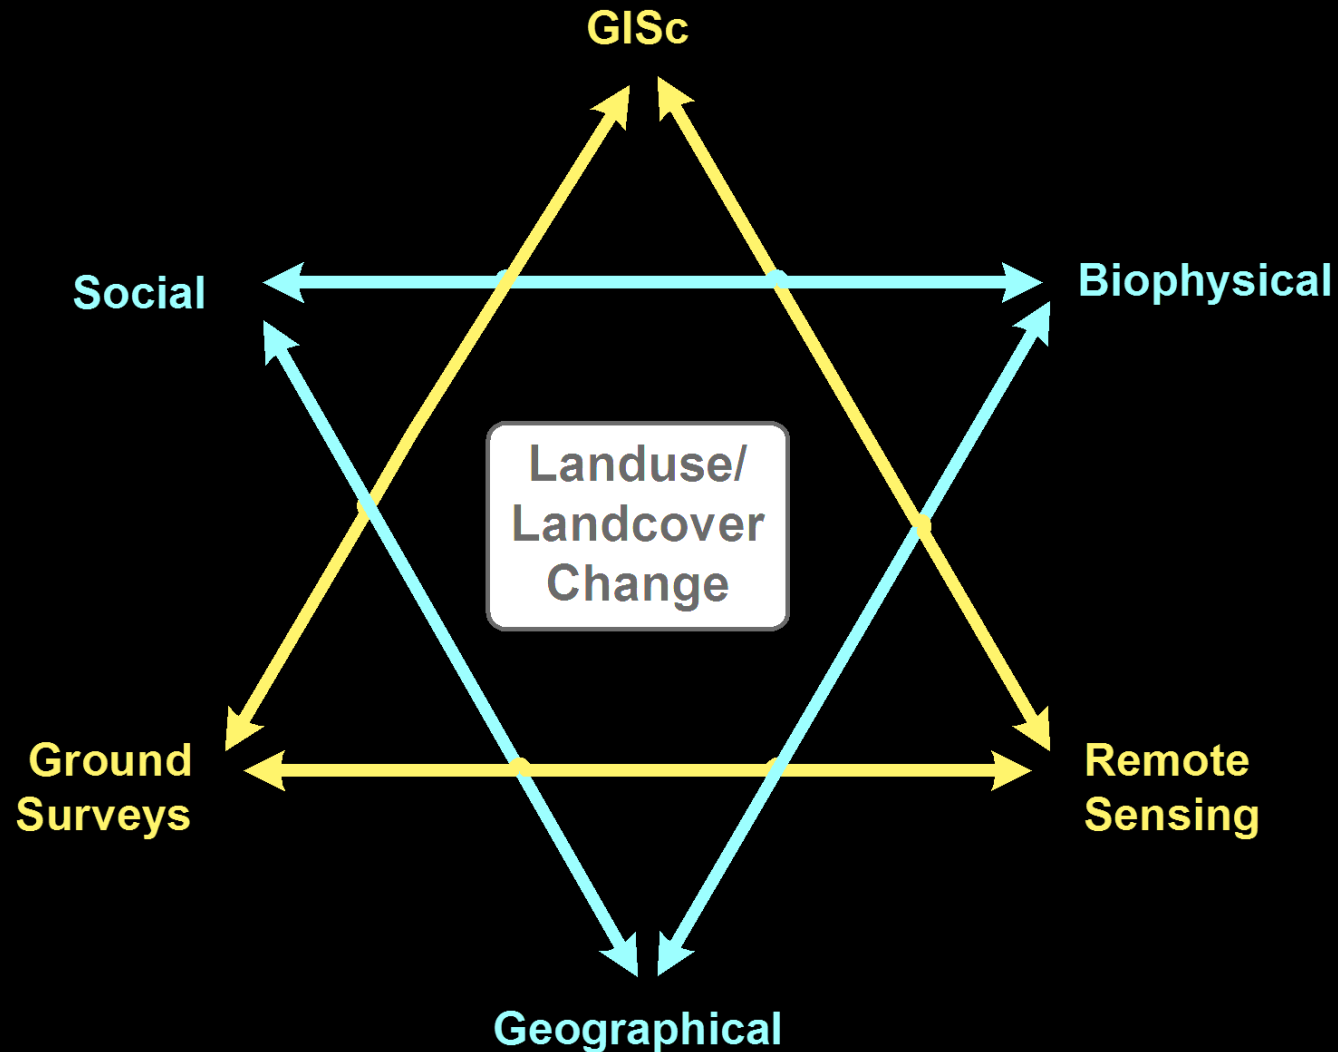 GISc
Social
Biophysical
Landuse/
Landcover
Change
Ground
Surveys
Remote
Sensing
Geographical